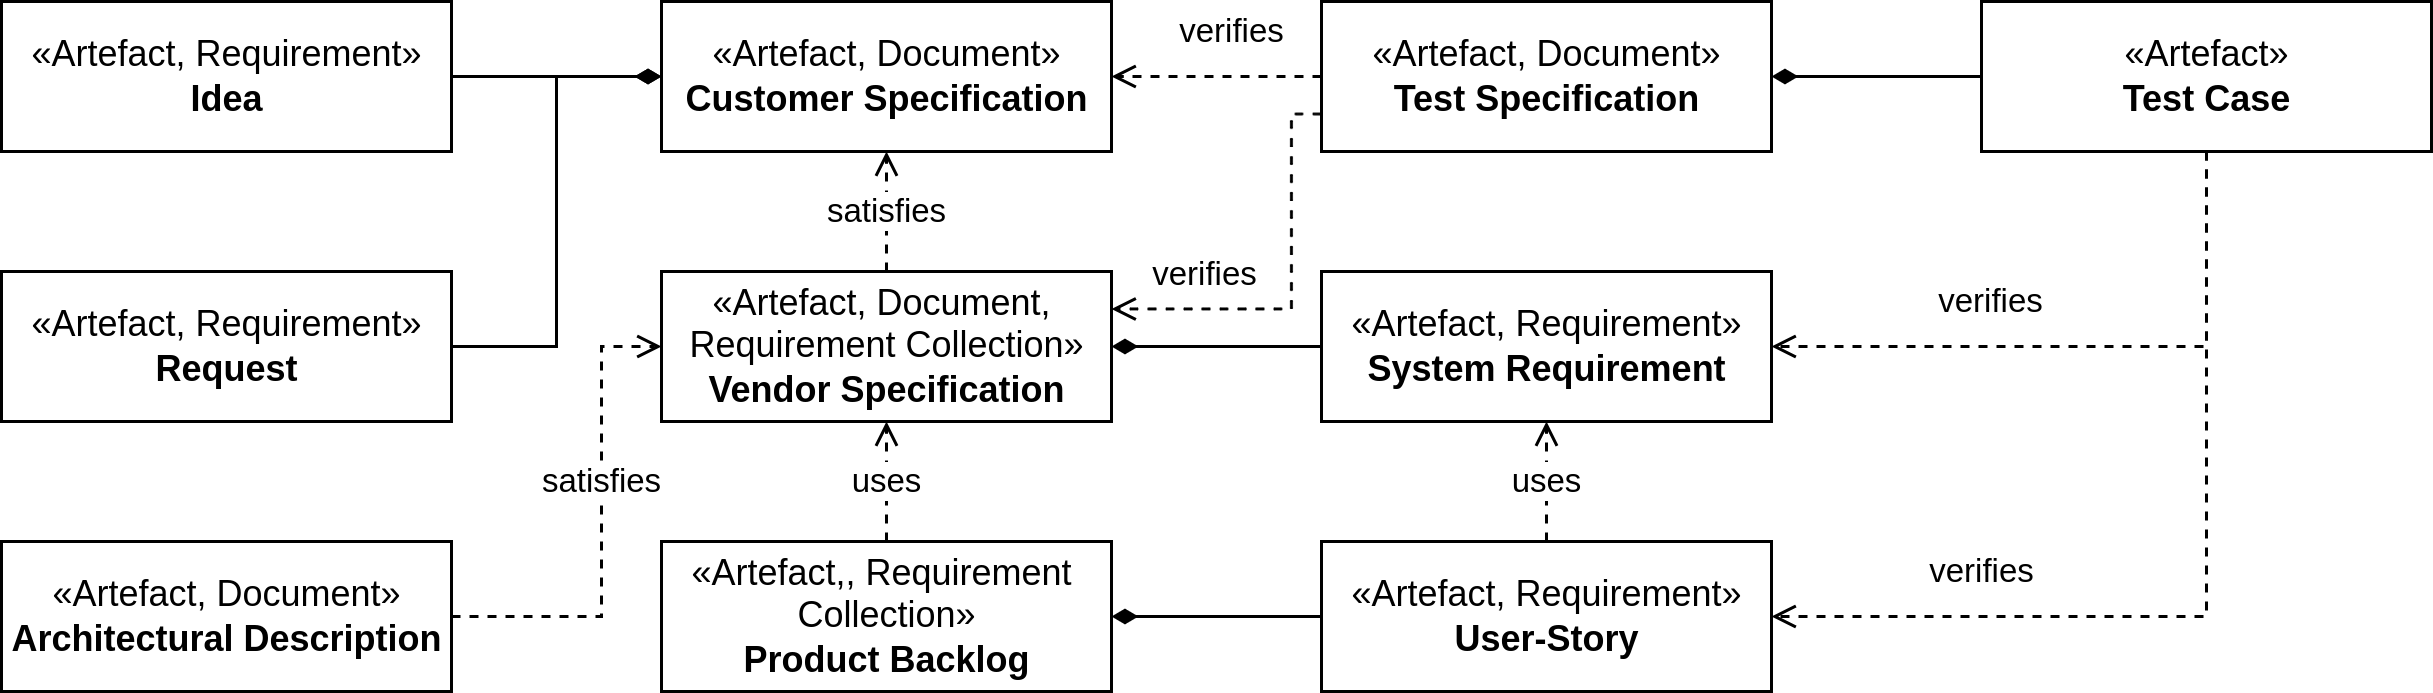 «Artefact, Requirement»
Idea
«Artefact, Document»
Customer Specification
verifies
«Artefact, Document»
Test Specification
«Artefact»
Test Case
satisfies
verifies
«Artefact, Requirement»
Request
«Artefact, Document,
Requirement Collection»
Vendor Specification
«Artefact, Requirement»
System Requirement
verifies
satisfies
uses
uses
«Artefact, Document»
Architectural Description
«Artefact,, Requirement
Collection»
Product Backlog
«Artefact, Requirement»
User-Story
verifies